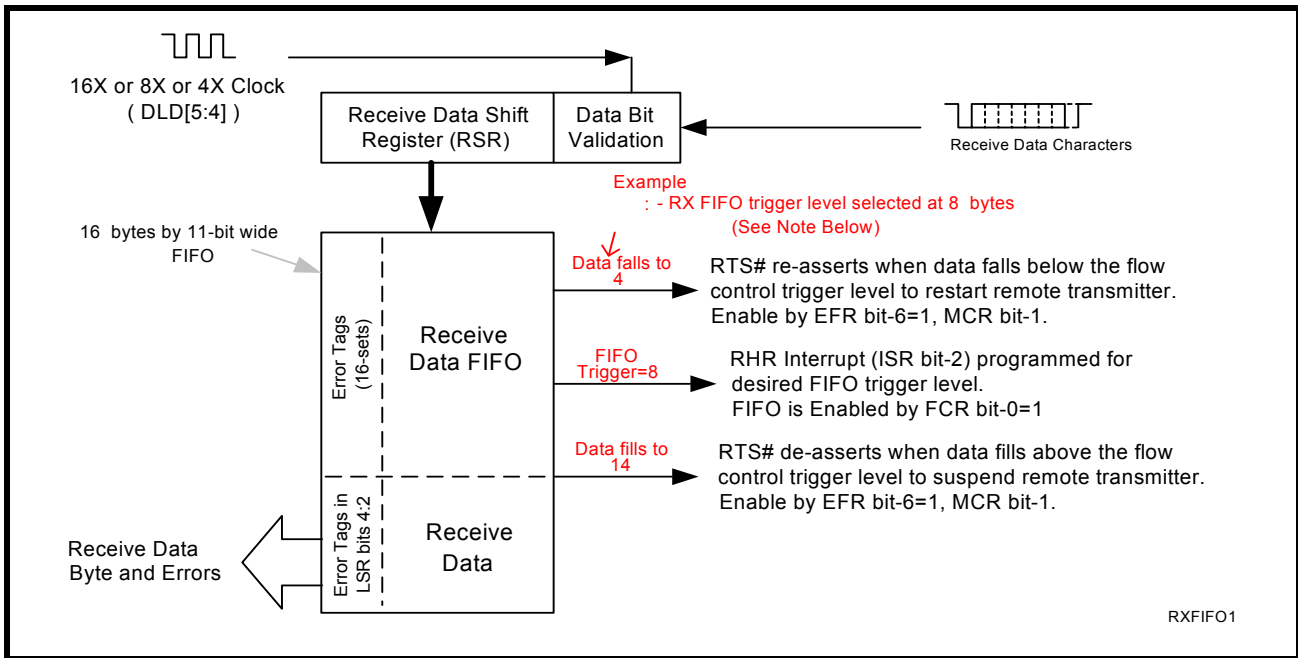 16X or 8X or 4X Clock
( DLD[5:4] )
Receive Data Shift
Register (RSR)
Data Bit
Validation
Receive Data Characters
Example
: - RX FIFO trigger level selected at 8 bytes
(See Note Below)
16 bytes by 11-bit wide
FIFO
Error Tags
(16-sets)
Receive
Data FIFO
Data falls to
4
RTS# re-asserts when data falls below the flow
control trigger level to restart remote transmitter.
Enable by EFR bit-6=1, MCR bit-1.
FIFO
Trigger=8
RHR Interrupt (ISR bit-2) programmed for
desired FIFO trigger level.
FIFO is Enabled by FCR bit-0=1
Data fills to
14
RTS# de-asserts when data fills above the flow
control trigger level to suspend remote transmitter.
Enable by EFR bit-6=1, MCR bit-1.
Error Tags in
LSR bits 4:2
Receive
Data
Receive Data
Byte and Errors
RXFIFO1